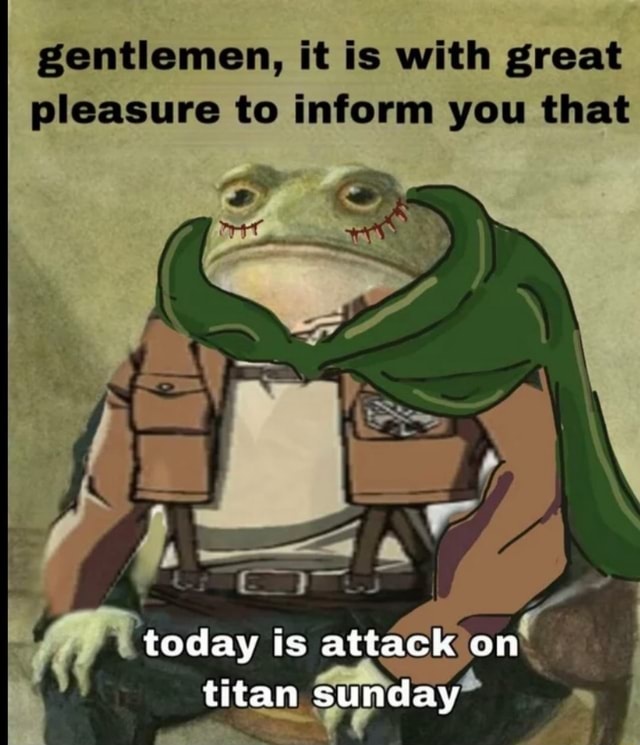 gentlemen, it is with great
pleasure to inform you that
today is attack on
titan sunday